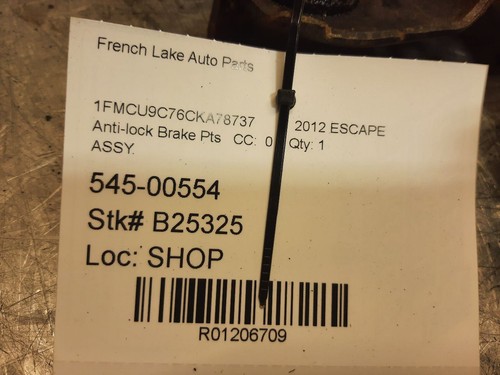 French Lake Auto Parts
1FMCU9C76CKA78737 2012 ESCAPE
Anti-lock Brake Pts CC: 0 Qty: 1
ASSY.
545-00554
Stk# B25325
Loc: SHOP
R01206709